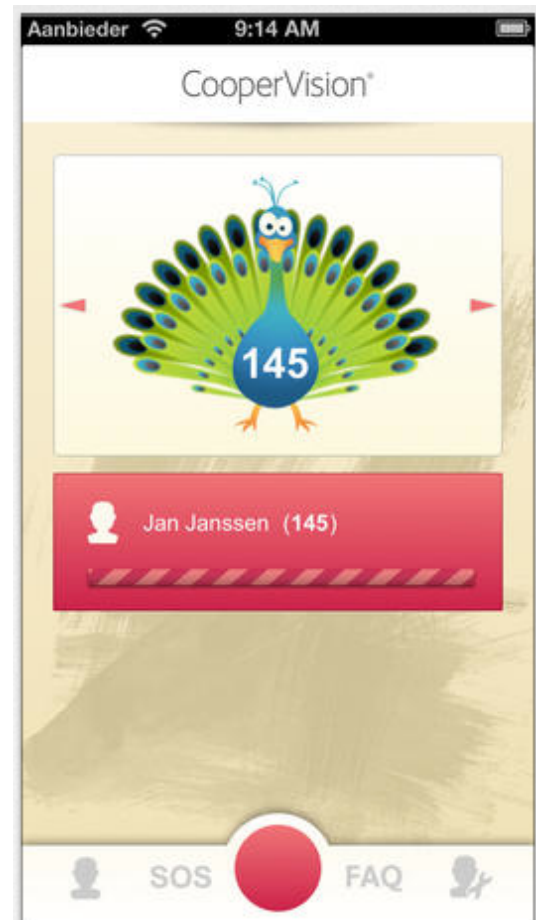 Aanbieder 9:14 AM
CooperVision®
145
Jan Janssen (145)
SOS FAQ